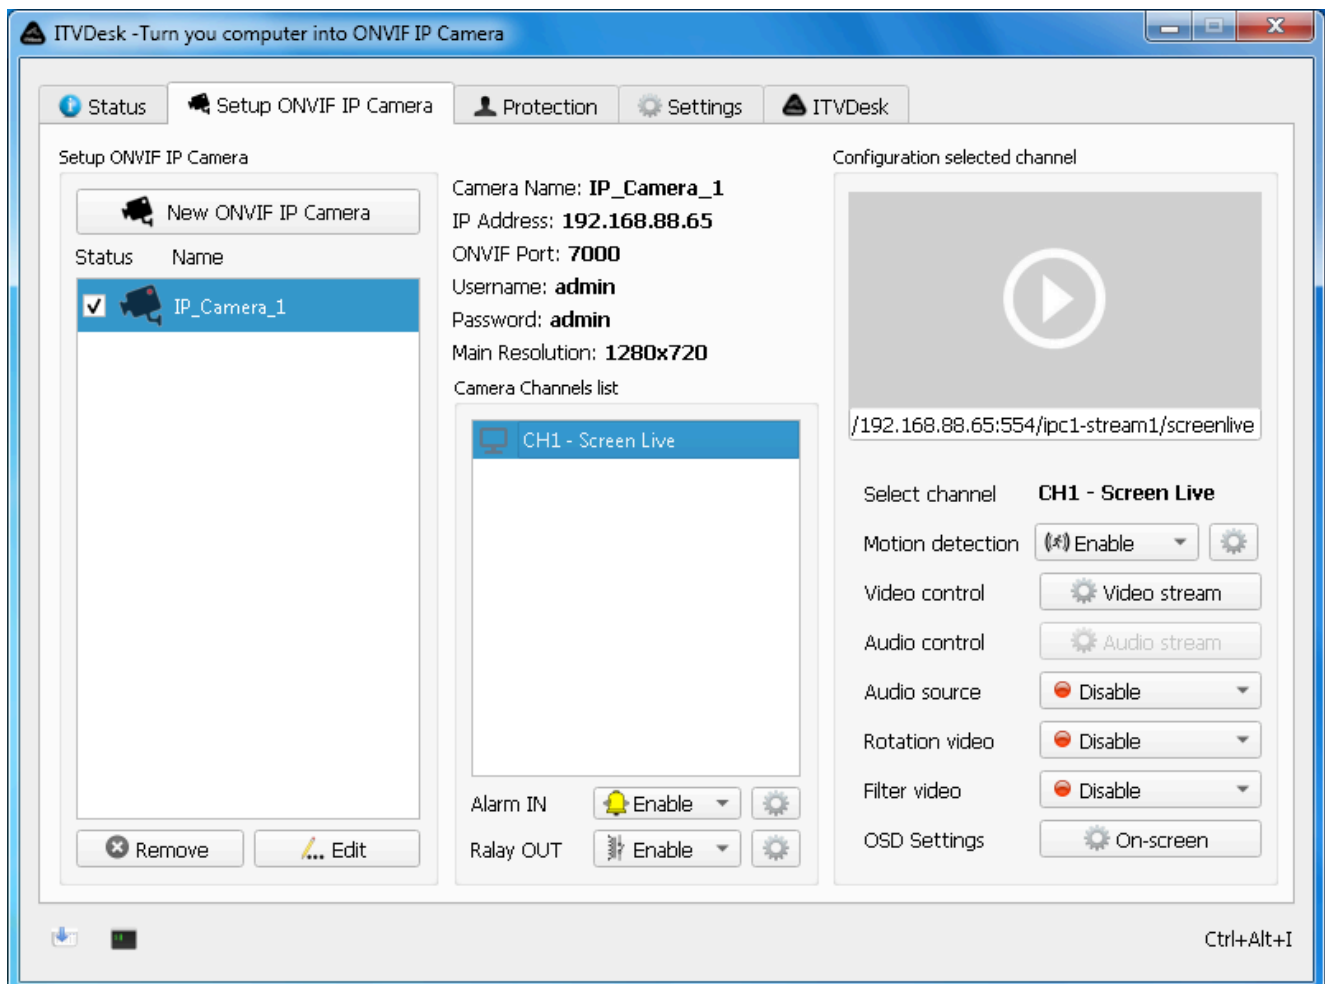 ITVDesk -Turn you computer into ONVIF IP Camera
Status
Setup ONVIF IP Camera
Protection
Settings
ITVDesk
Setup ONVIF IP Camera
New ONVIF IP Camera
Status Name
IP_Camera_1
Remove
Edit
Camera Name: IP_Camera_1
IP Address: 192.168.88.65
ONVIF Port: 7000
Username: admin
Password: admin
Main Resolution: 1280x720
Camera Channels list
CH1 - Screen Live
Alarm IN Enable
Ralay OUT Enable
Configuration selected channel
/192.168.88.65:554/ipc1-stream1/screenlive
Select channel CH1 - Screen Live
Motion detection Enable
Video control Video stream
Audio control Audio stream
Audio source Disable
Rotation video Disable
Filter video Disable
OSD Settings On-screen
Ctrl+Alt+I